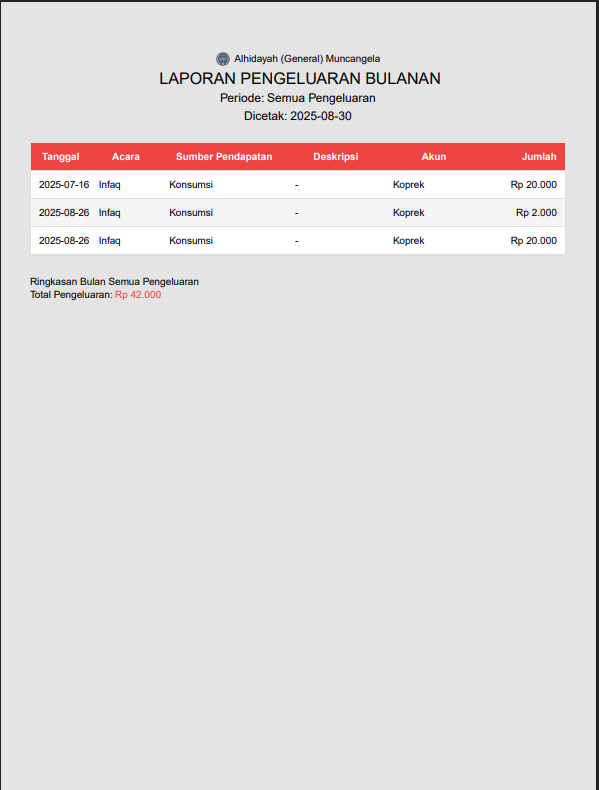 Alhidayah (General) Muncangela
LAPORAN PENGELUARAN BULANAN
Periode: Semua Pengeluaran
Dicetak: 2025-08-30
Tanggal Acara Sumber Pendapatan Deskripsi Akun Jumlah
2025-07-16 Infaq Konsumsi - Koprek Rp 20.000
2025-08-26 Infaq Konsumsi - Koprek Rp 2.000
2025-08-26 Infaq Konsumsi - Koprek Rp 20.000
Ringkasan Bulan Semua Pengeluaran
Total Pengeluaran: Rp 42.000